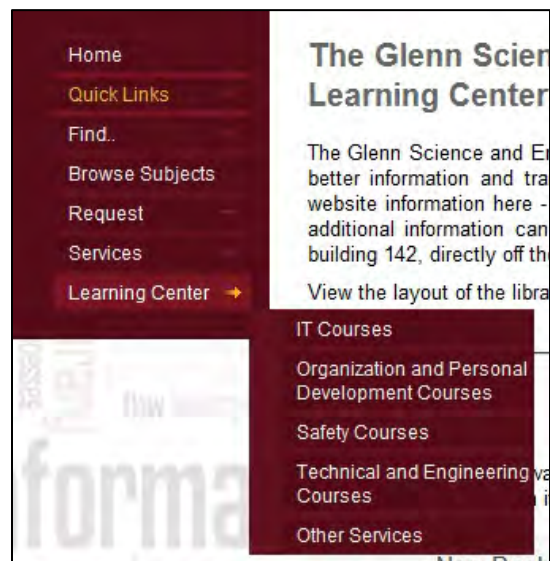 Home
Quick Links
Find..
Browse Subjects
Request
Services
Learning Center
The Glenn Scien
Learning Center
The Glenn Science and En
better information and tra
website information here -
additional information can
building 142, directly off the
View the layout of the libra
IT Courses
Organization and Personal
Development Courses
Safety Courses
Technical and Engineering
Courses
Other Services
forma